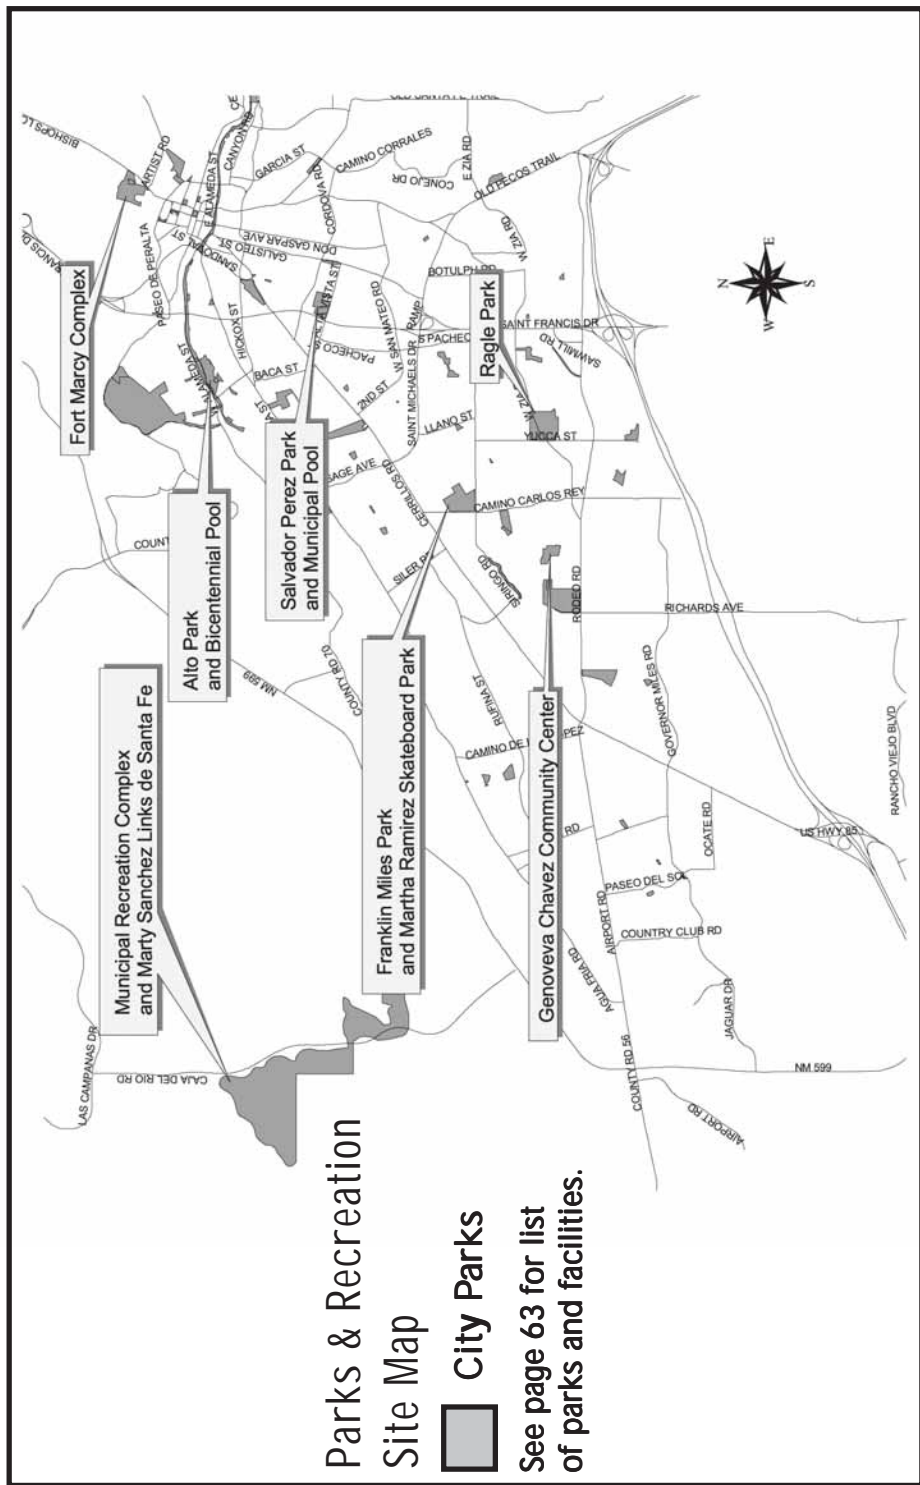 Parks & Recreation
Site Map
City Parks
See page 63 for list
of parks and facilities.
Municipal Recreation Complex
and Marty Sanchez Links de Santa Fe
Alto Park
and Bicentennial Pool
Fort Marcy Complex
Salvador Perez Park
and Municipal Pool
Franklin Miles Park
and Martha Ramirez Skateboard Park
Genoveva Chavez Community Center
Ragle Park
LAS CAMPANAS DR
CAJA DEL RIO RD
NM 599
COUNTY RD 70
COUNT
BISHOPS LO
ARTIST RD
PASEO DE PERALTA
E ALAMEDA ST
CANYON RD
CE
GARCIA ST
SANDOVAL ST
GALISTEO ST
DON GASPAR AVE
CORDOVA RD
CAMINO CORRALES
CONEJO DR
E ZIA RD
OLD PECOS TRAIL
W ZIA RD
BOTULPH RD
W ALAMEDA ST
HICKOX ST
BACA ST
PACHECO
2ND ST
W SAN MATEO RD
SAINT MICHAELS DR
RAMP
S PACHEC
SAINT FRANCIS DR
SAWMILL RD
LLANO ST
W ZIA
YUCCA ST
CERRILLOS RD
CAMINO CARLOS REY
SIRINGO RD
RODEO RD
RICHARDS AVE
RUFINA ST
GOVERNOR MILES RD
RANCHO VIEJO BLVD
US HWY 85
OCATE RD
PASEO DEL SOL
AIRPORT RD
COUNTRY CLUB RD
AGUA FRIA RD
JAGUAR DR
COUNTY RD 56
NM 599
AIRPORT RD
N
E
S
W